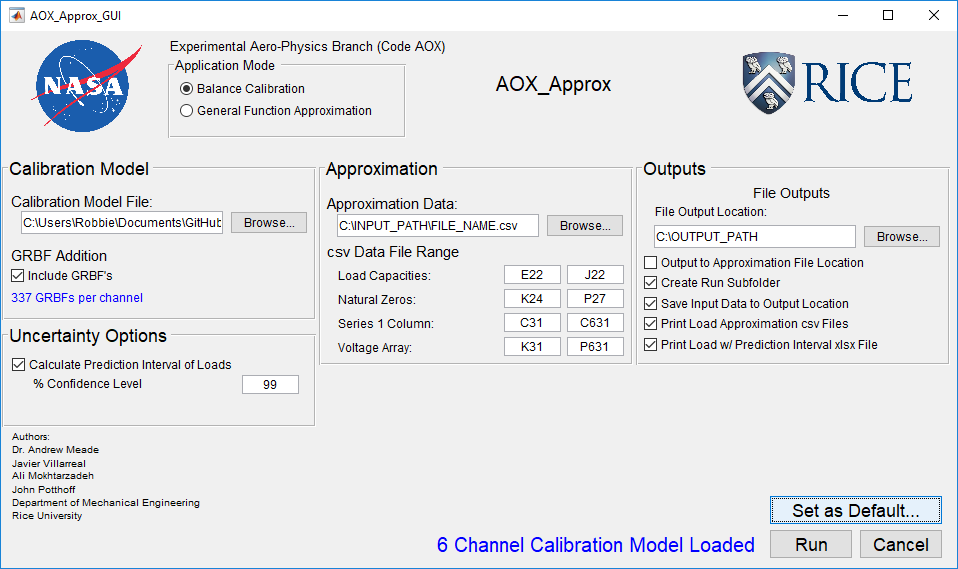 AOX_Approx_GUI
Experimental Aero-Physics Branch (Code AOX)
Application Mode
Balance Calibration
General Function Approximation
NASA
AOX_Approx
RICE
Calibration Model
Calibration Model File:
C:\Users\Robbie\Documents\GitHub
Browse...
GRBF Addition
Include GRBF's
337 GRBFs per channel
Uncertainty Options
Calculate Prediction Interval of Loads
% Confidence Level
99
Approximation
Approximation Data:
C:\INPUT_PATH\FILE_NAME.csv
Browse...
csv Data File Range
Load Capacities:
E22
J22
Natural Zeros:
K24
P27
Series 1 Column:
C31
C631
Voltage Array:
K31
P631
Outputs
File Outputs
File Output Location:
C:\OUTPUT_PATH
Browse...
Output to Approximation File Location
Create Run Subfolder
Save Input Data to Output Location
Print Load Approximation csv Files
Print Load w/ Prediction Interval xlsx File
Authors:
Dr. Andrew Meade
Javier Villarreal
Ali Mokhtarzadeh
John Potthoff
Department of Mechanical Engineering
Rice University
Set as Default...
6 Channel Calibration Model Loaded
Run
Cancel